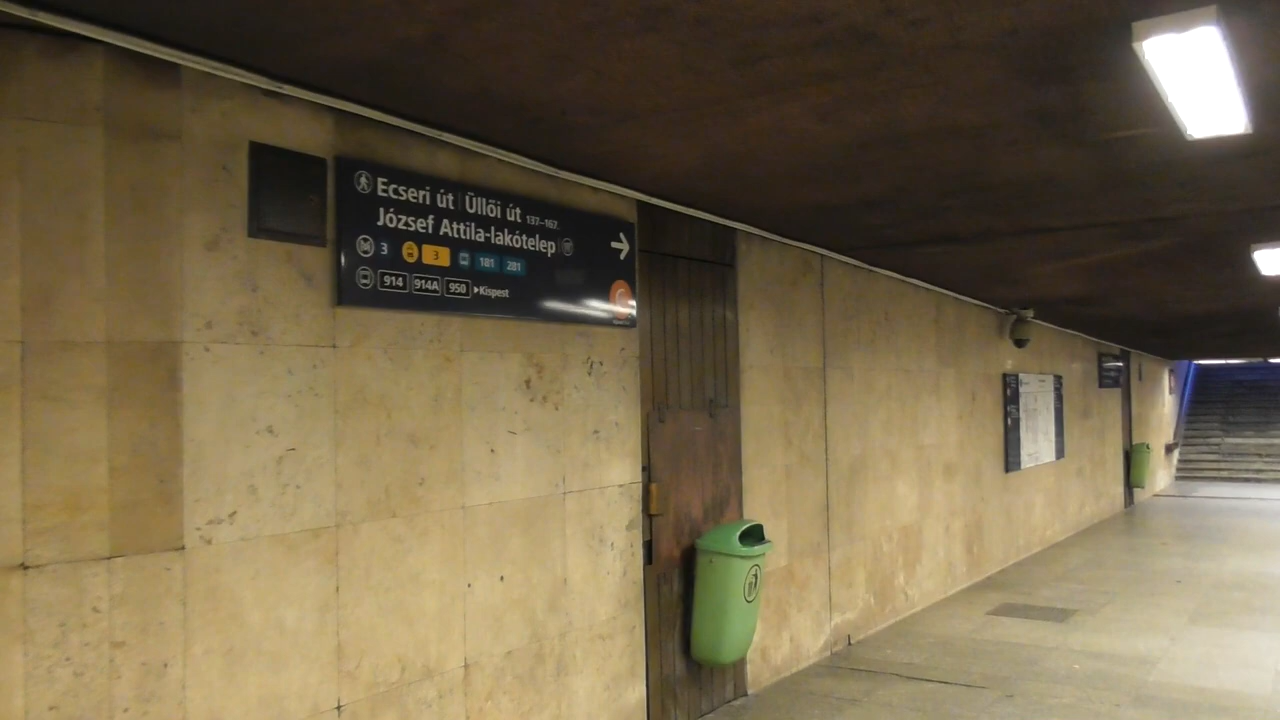 Ecseri út | Üllői út 137–167.
József Attila-lakótelep
3 3 181 281
914 914A 950 ▸Kispest